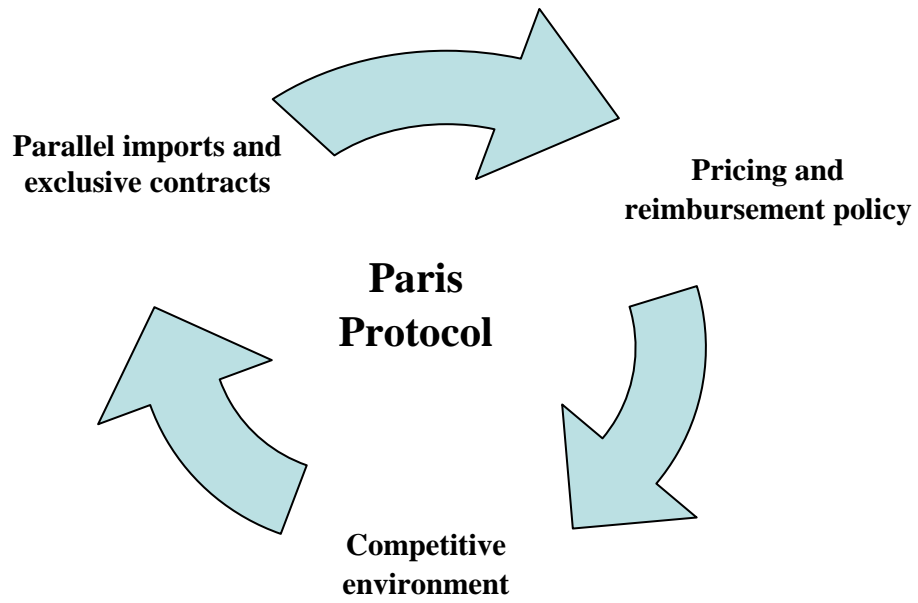 Parallel imports and
exclusive contracts
Pricing and
reimbursement policy
Paris
Protocol
Competitive
environment